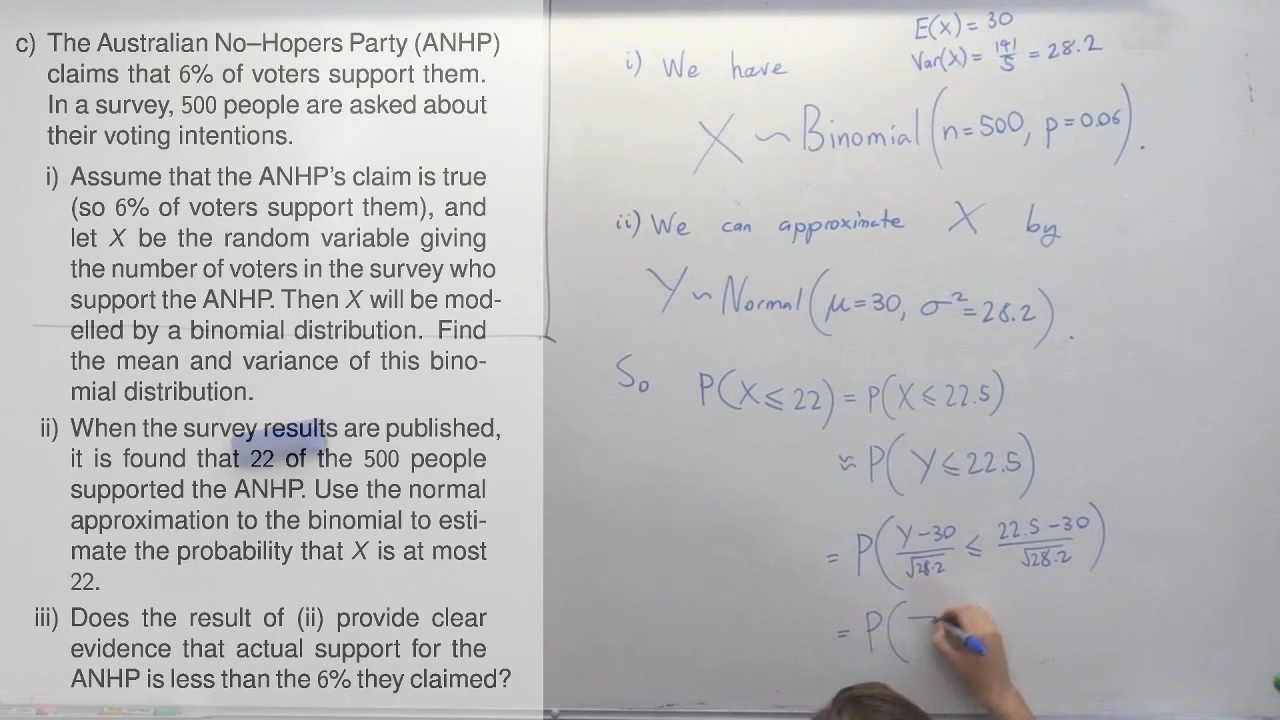 c) The Australian No–Hopers Party (ANHP)
claims that 6% of voters support them.
In a survey, 500 people are asked about
their voting intentions.
i) Assume that the ANHP's claim is true
(so 6% of voters support them), and
let X be the random variable giving
the number of voters in the survey who
support the ANHP. Then X will be mod-
elled by a binomial distribution. Find
the mean and variance of this bino-
mial distribution.
ii) When the survey results are published,
it is found that 22 of the 500 people
supported the ANHP. Use the normal
approximation to the binomial to esti-
mate the probability that X is at most
22.
iii) Does the result of (ii) provide clear
evidence that actual support for the
ANHP is less than the 6% they claimed?
E(X) = 30
Var(X) = 141/5 = 28.2
i) We have
X ~ Binomial(n=500, p=0.06).
ii) We can approximate X by
Y ~ Normal(μ=30, σ²=28.2).
So P(X≤22) = P(X≤22.5)
≈ P(Y≤22.5)
= P(Y-30/√28.2 ≤ 22.5-30/√28.2)
= P(